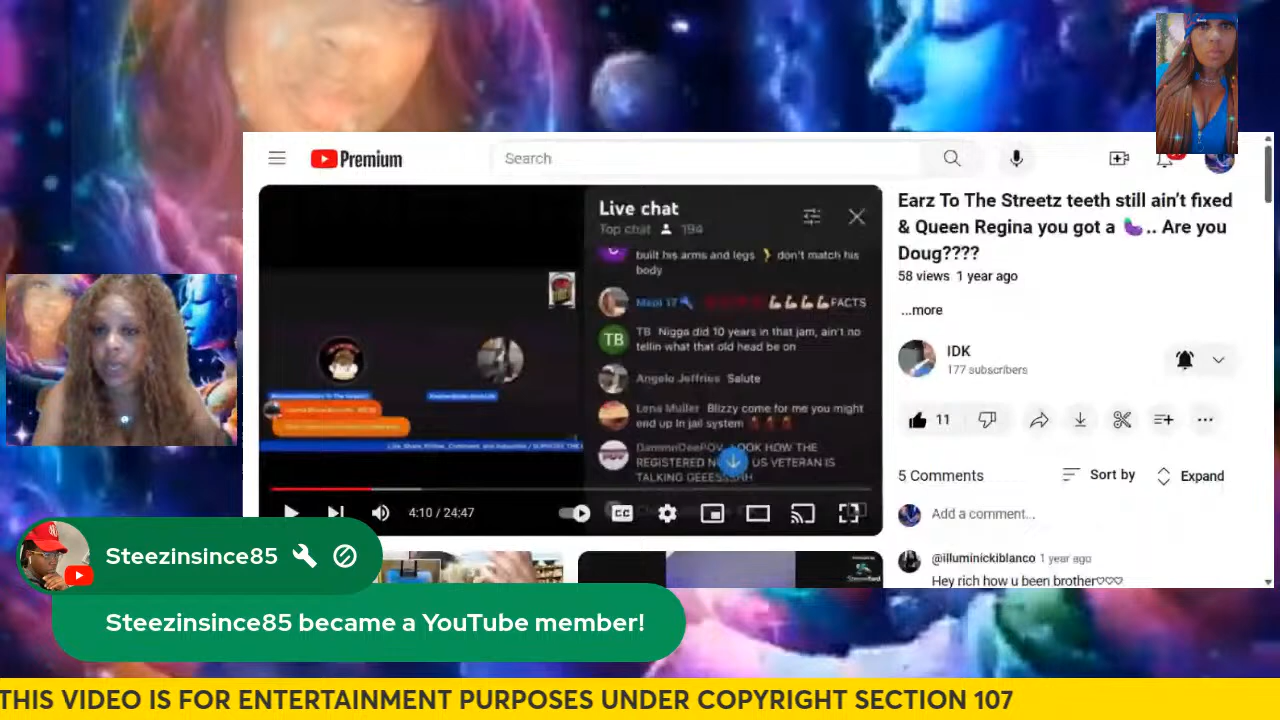 Premium
Search
Live chat
Top chat 194
built his arms and legs don't match his
body
FACTS
TB Nigga did 10 years in that jam, ain't no
tellin what that old head be on
TB
Angelo Jeffries Salute
Lena Muller Blizzy come for me you might
end up in jail system
DammnDeePOV LOOK HOW THE
REGISTERED US VETERAN IS
TALKING
4:10 / 24:47
CC
Earz To The Streetz teeth still ain't fixed
& Queen Regina you got a 🍆.. Are you
Doug????
58 views 1 year ago
...more
IDK
177 subscribers
11
5 Comments
Sort by
Expand
Add a comment...
@illuminickiblanco 1 year ago
Hey rich how u been brother♡♡♡
Steezinsince85
Steezinsince85 became a YouTube member!
THIS VIDEO IS FOR ENTERTAINMENT PURPOSES UNDER COPYRIGHT SECTION 107